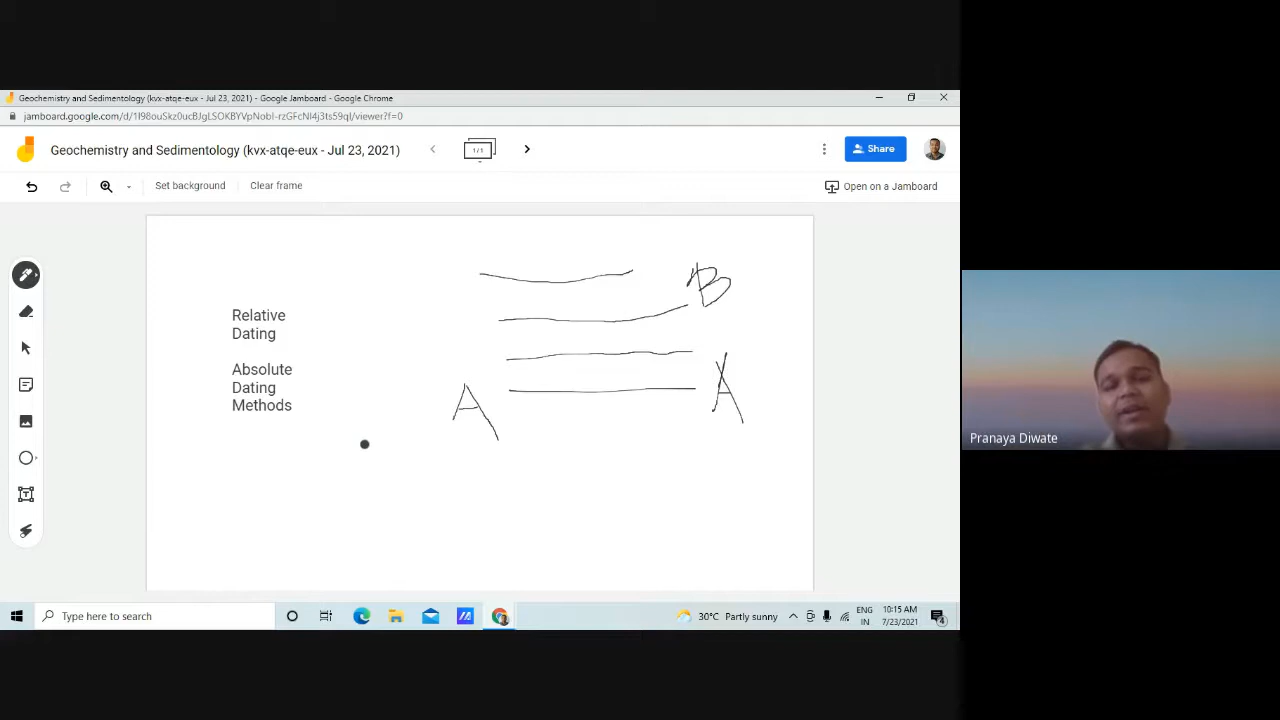 Geochemistry and Sedimentology (kvx-atqe-eux - Jul 23, 2021) - Google Jamboard - Google Chrome
Geochemistry and Sedimentology (kvx-atqe-eux - Jul 23, 2021)
1/1
Share
Set background
Clear frame
Open on a Jamboard
B
Relative
Dating
Absolute
Dating
Methods
A
A
Pranaya Diwate
Type here to search
30°C Partly sunny
ENG
IN
10:15 AM
7/23/2021
4